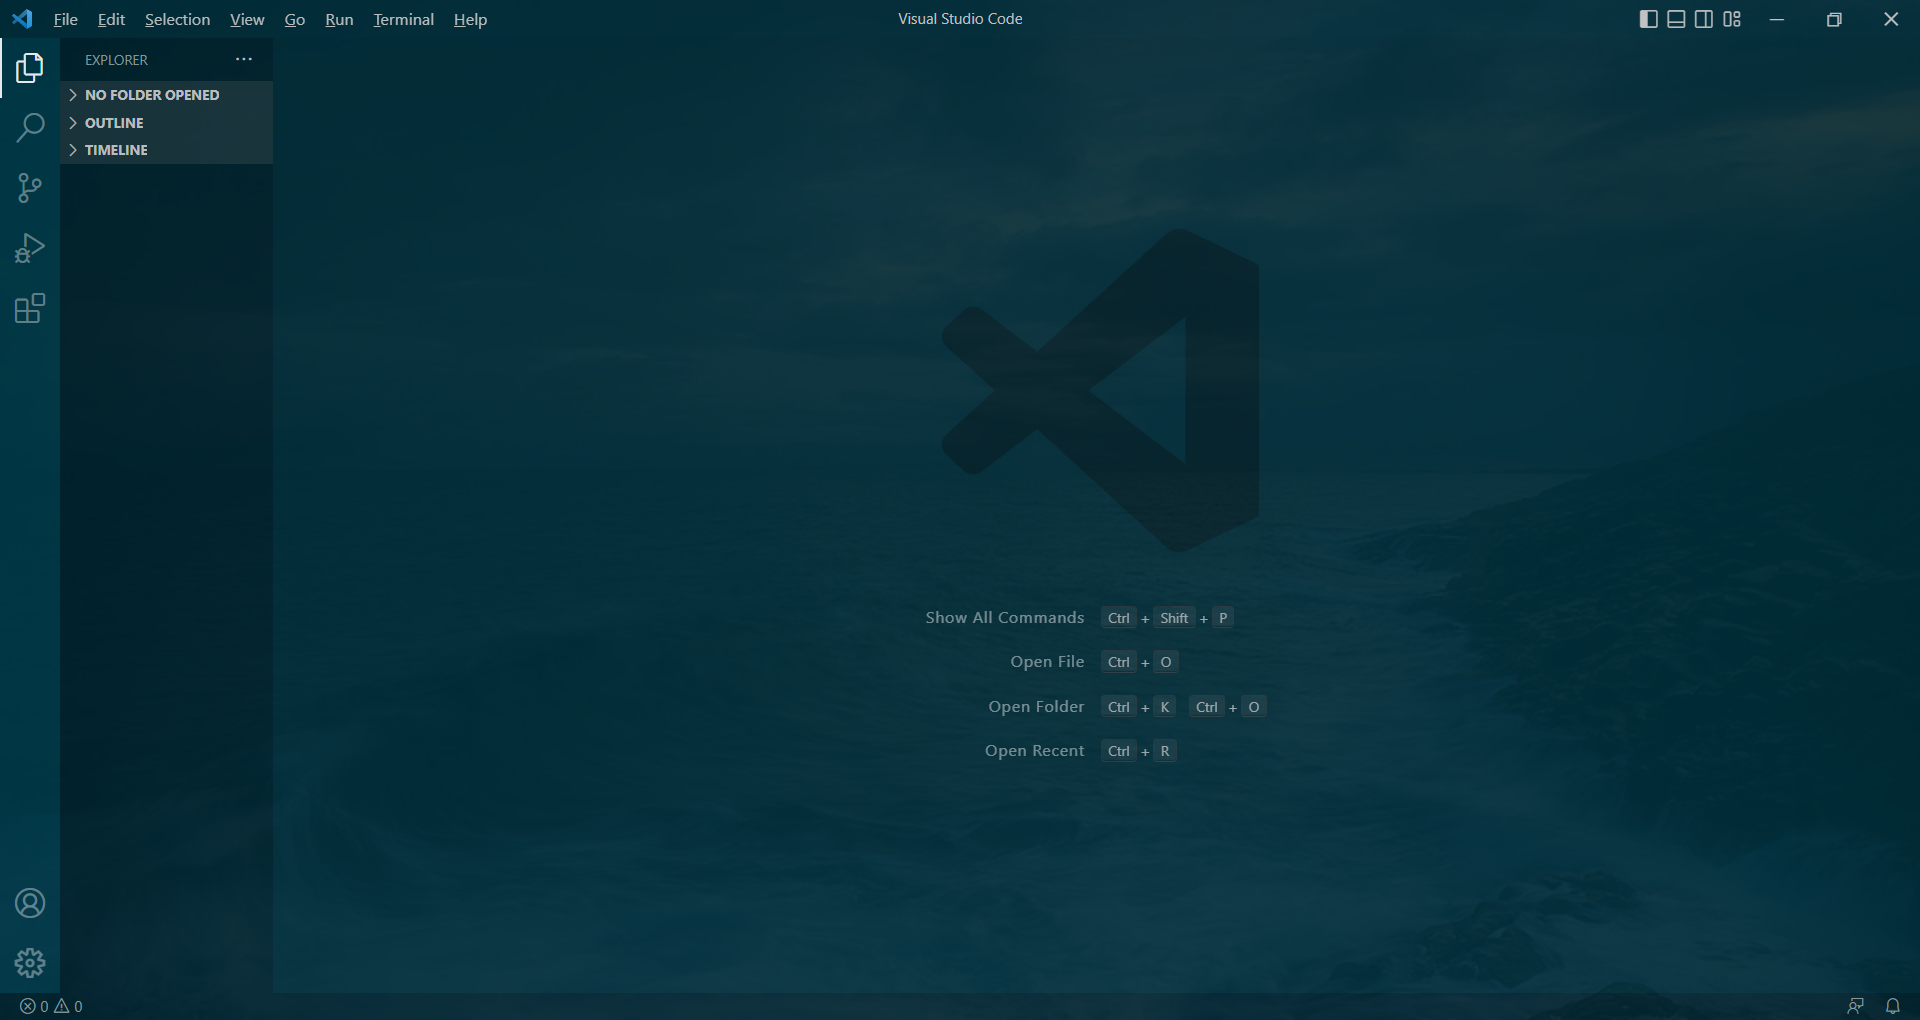 File Edit Selection View Go Run Terminal Help Visual Studio Code
EXPLORER
NO FOLDER OPENED
OUTLINE
TIMELINE
Show All Commands Ctrl + Shift + P
Open File Ctrl + O
Open Folder Ctrl + K Ctrl + O
Open Recent Ctrl + R
0 0